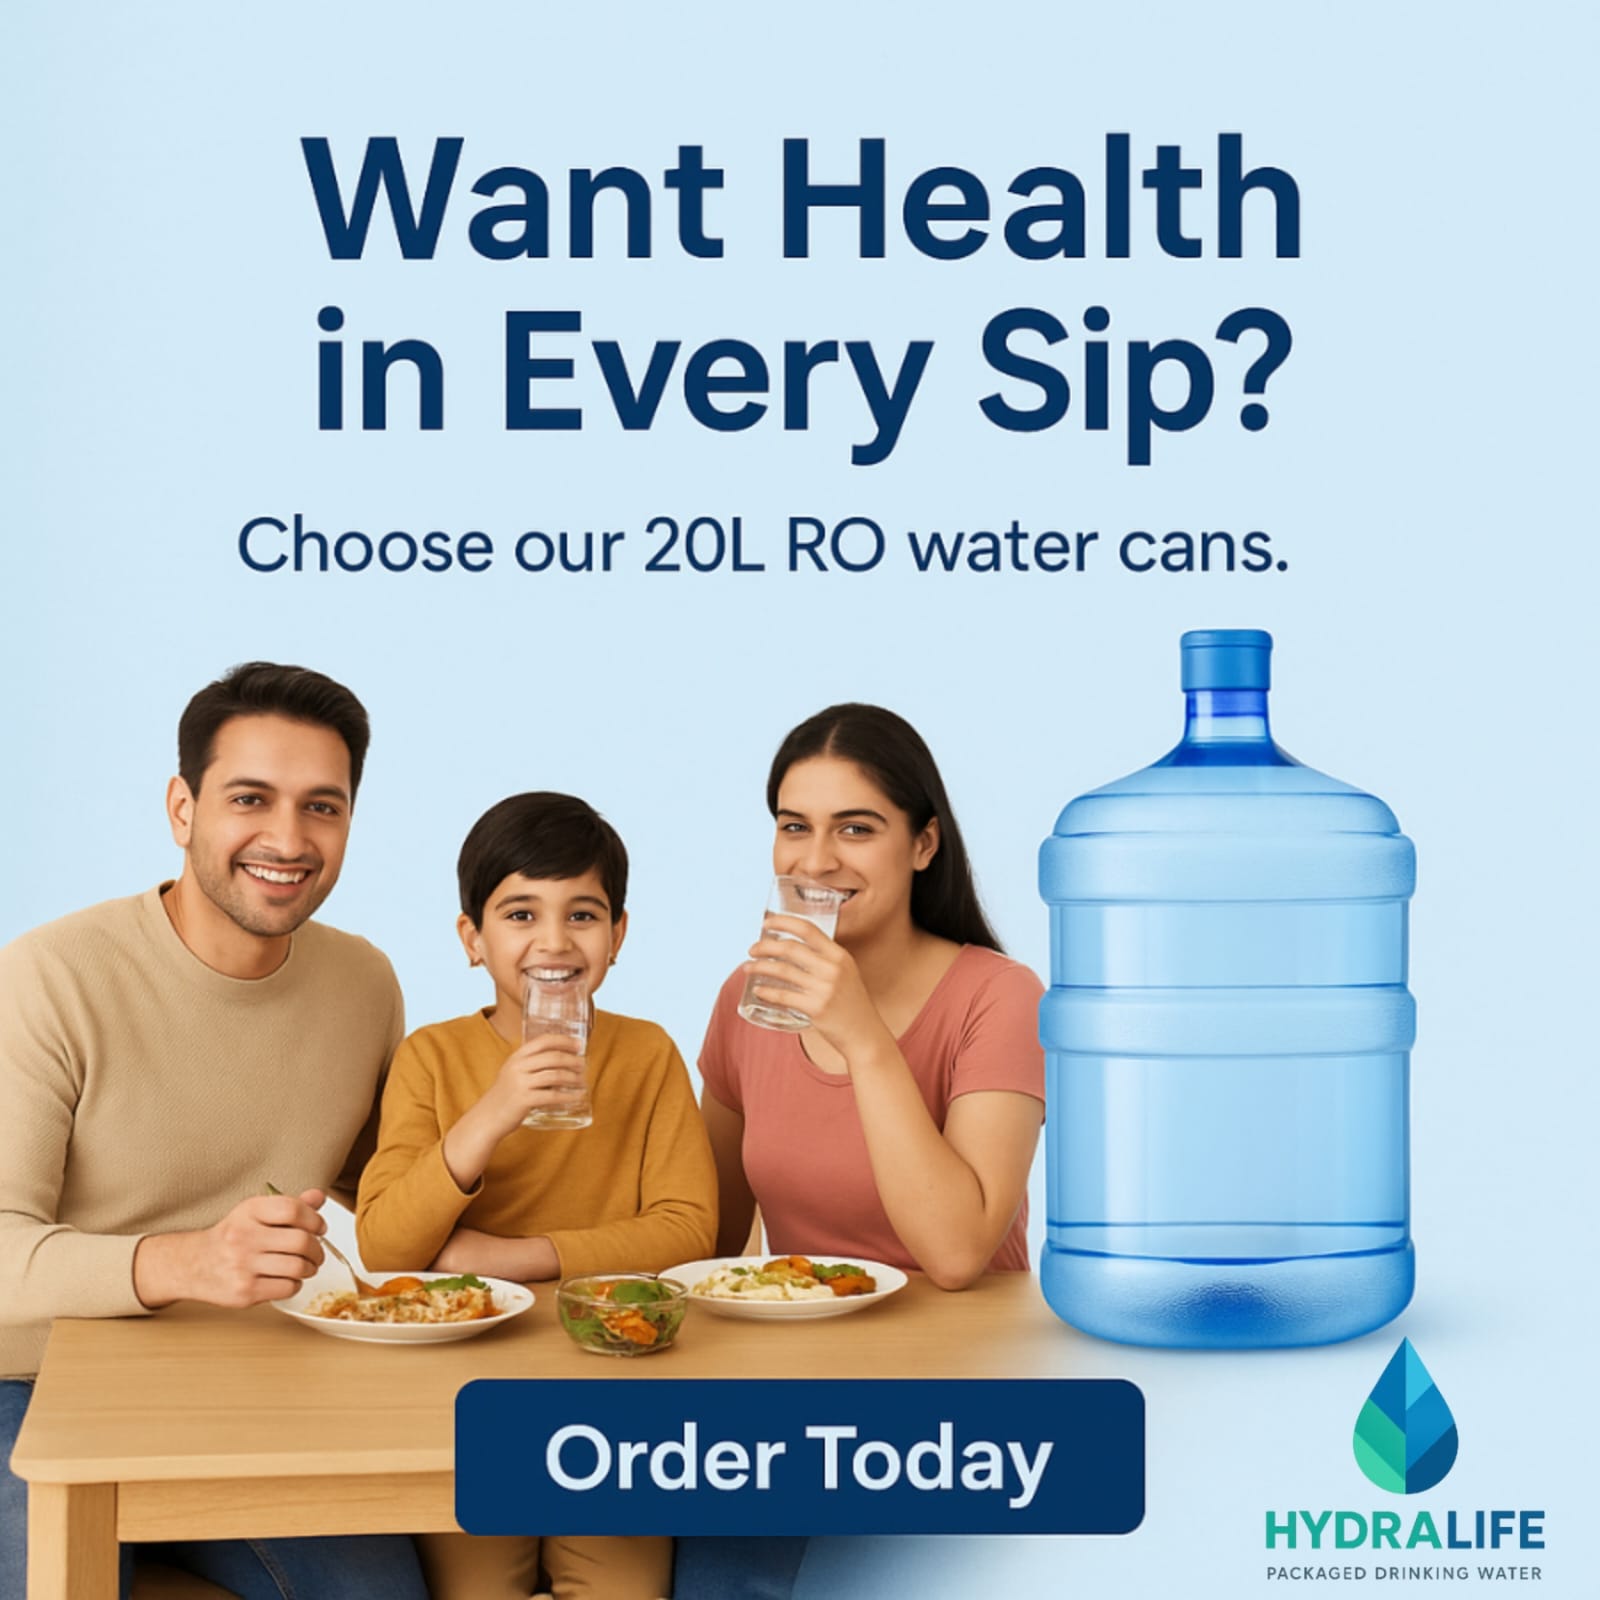 Want Health
in Every Sip?
Choose our 20L RO water cans.
Order Today
HYDRALIFE
PACKAGED DRINKING WATER